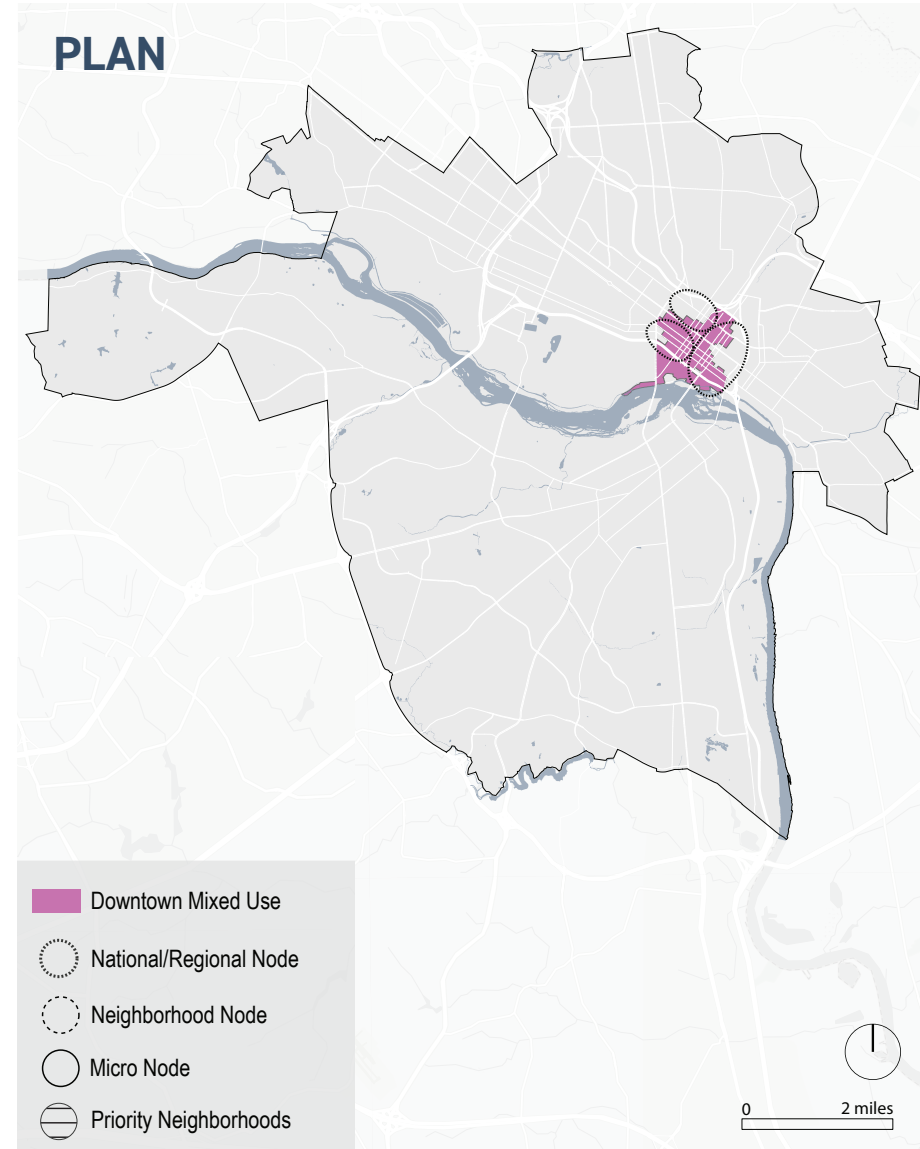 PLAN
Downtown Mixed Use
National/Regional Node
Neighborhood Node
Micro Node
Priority Neighborhoods
0 2 miles